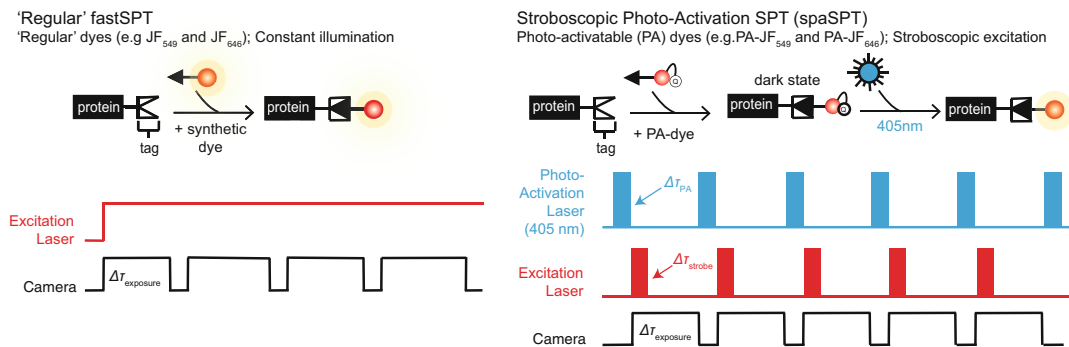 ‘Regular’ fastSPT
‘Regular’ dyes (e.g JF549 and JF646); Constant illumination
protein
+ synthetic
dye
tag
protein
Excitation
Laser
Camera
Δτexposure
Stroboscopic Photo-Activation SPT (spaSPT)
Photo-activatable (PA) dyes (e.g.PA-JF549 and PA-JF646); Stroboscopic excitation
protein
Q
+ PA-dye
tag
dark state
protein
Q
405nm
protein
Photo-
Activation
Laser
(405 nm)
ΔτPA
Excitation
Laser
Δτstrobe
Camera
Δτexposure